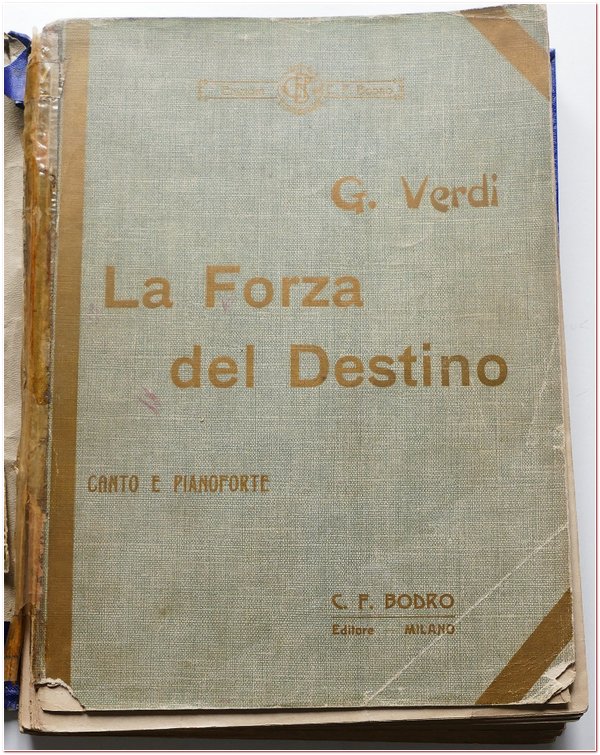 G. Verdi
La Forza
del Destino
CANTO E PIANOFORTE
C. F. BODRO
Editore MILANO